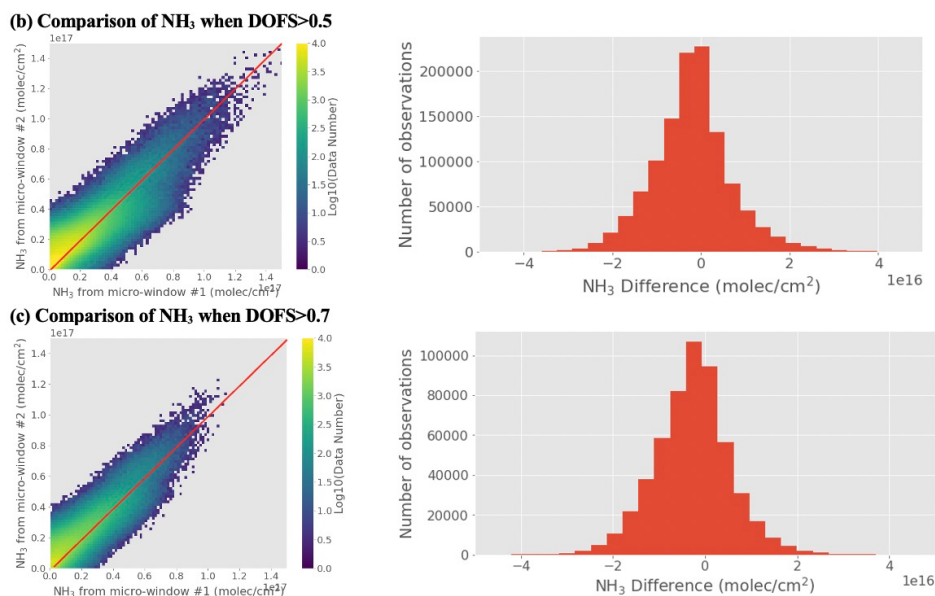 (b) Comparison of NH₃ when DOFS>0.5
1e17
1.4
1.2
1.0
0.8
0.6
0.4
0.2
0.0
NH₃ from micro-window #2 (molec/cm²)
0.0 0.2 0.4 0.6 0.8 1.0 1.2 1.4
1e17
NH₃ from micro-window #1 (molec/cm²)
4.0
3.5
3.0
2.5
2.0
1.5
1.0
0.5
0.0
Log10(Data Number)
200000
150000
100000
50000
0
Number of observations
−4 −2 0 2 4
1e16
NH₃ Difference (molec/cm²)
(c) Comparison of NH₃ when DOFS>0.7
1e17
1.4
1.2
1.0
0.8
0.6
0.4
0.2
0.0
NH₃ from micro-window #2 (molec/cm²)
0.0 0.2 0.4 0.6 0.8 1.0 1.2 1.4
1e17
NH₃ from micro-window #1 (molec/cm²)
4.0
3.5
3.0
2.5
2.0
1.5
1.0
0.5
0.0
Log10(Data Number)
100000
80000
60000
40000
20000
0
Number of observations
−4 −2 0 2 4
1e16
NH₃ Difference (molec/cm²)